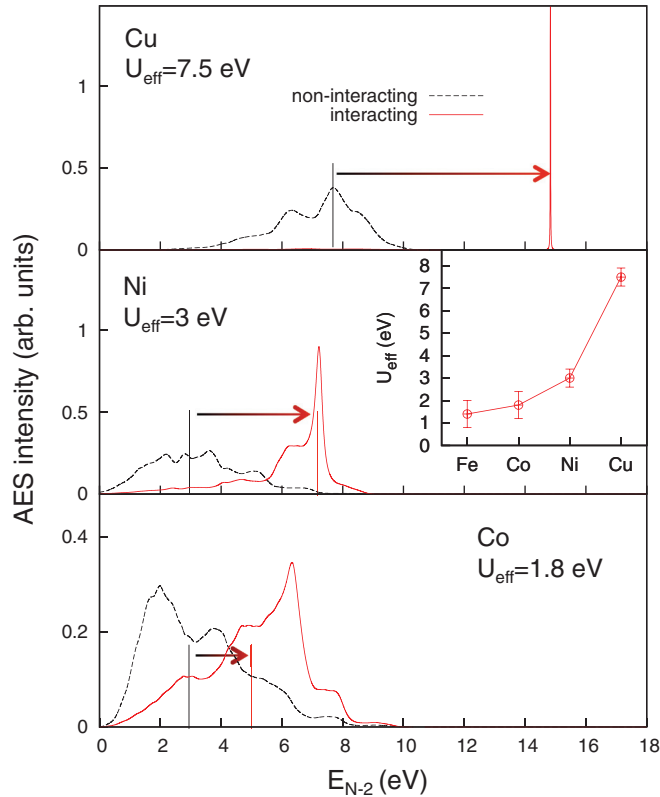 Cu
U_eff=7.5 eV
non-interacting
interacting
1
0.5
0
Ni
U_eff=3 eV
1
0.5
0
U_eff (eV)
8
7
6
5
4
3
2
1
0
Fe Co Ni Cu
Co
U_eff=1.8 eV
0.4
0.2
0
0 2 4 6 8 10 12 14 16 18
E_N-2 (eV)
AES intensity (arb. units)